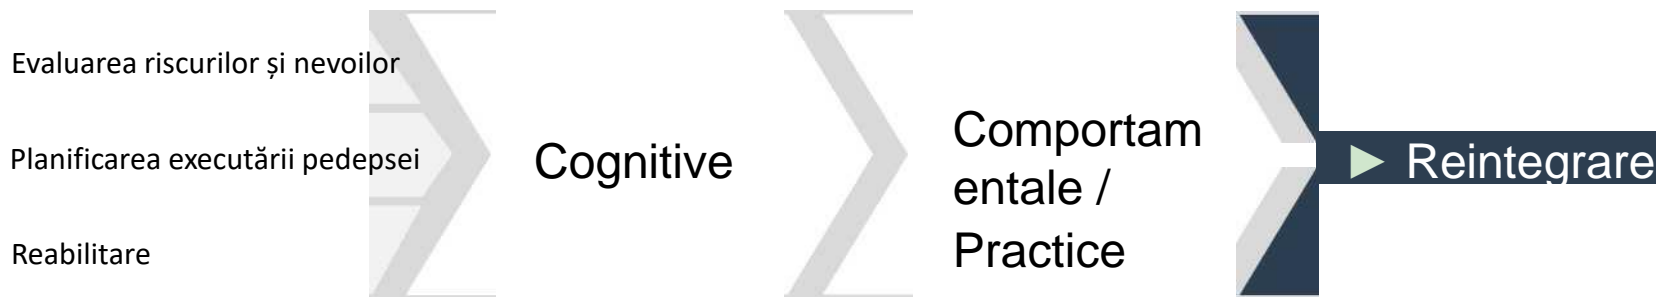 Evaluarea riscurilor și nevoilor
Planificarea executării pedepsei
Reabilitare
Cognitive
Comportam
entale /
Practice
► Reintegrare